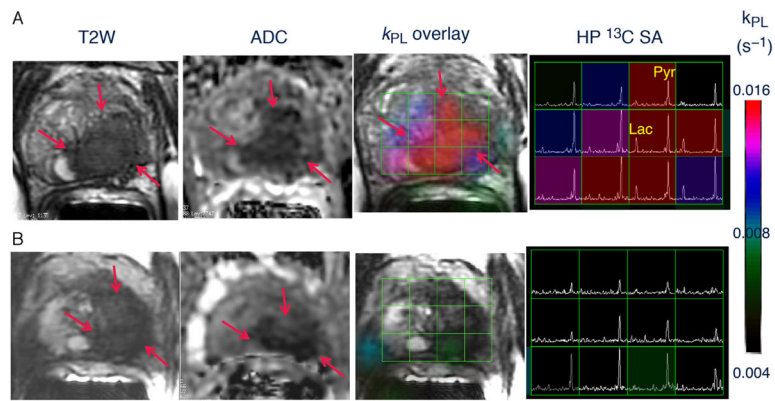 A
T2W
ADC
kPL overlay
HP 13C SA
kPL
(s–1)
Pyr
Lac
0.016
0.008
0.004
B